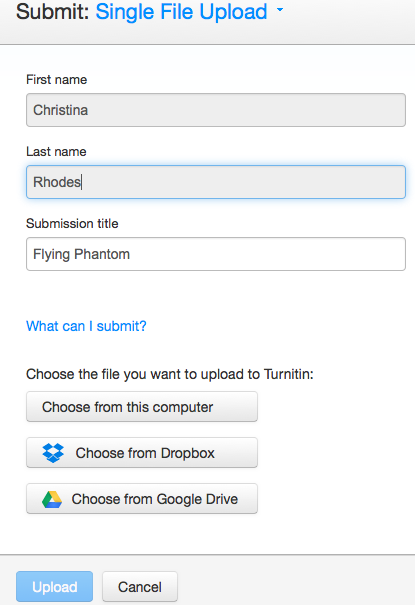 Submit: Single File Upload
First name
Christina
Last name
Rhodes
Submission title
Flying Phantom
What can I submit?
Choose the file you want to upload to Turnitin:
Choose from this computer
Choose from Dropbox
Choose from Google Drive
Upload Cancel